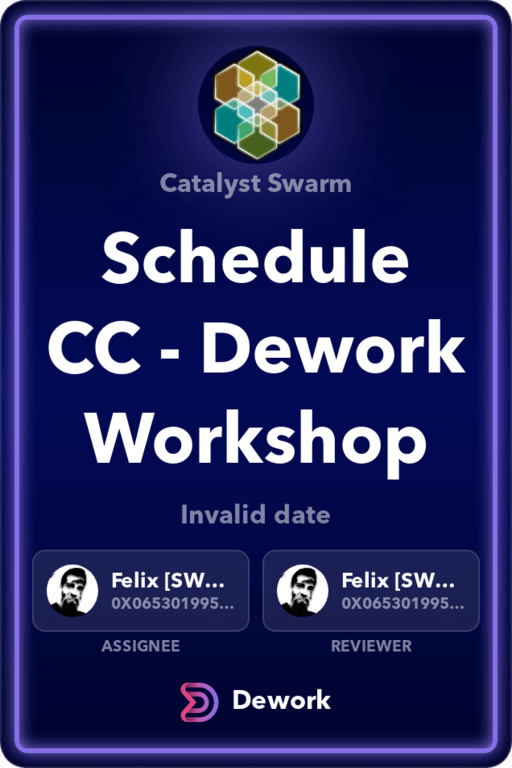 Catalyst Swarm
Schedule
CC - Dework
Workshop
Invalid date
Felix [SW...
0X065301995...
ASSIGNEE
Felix [SW...
0X065301995...
REVIEWER
Dework